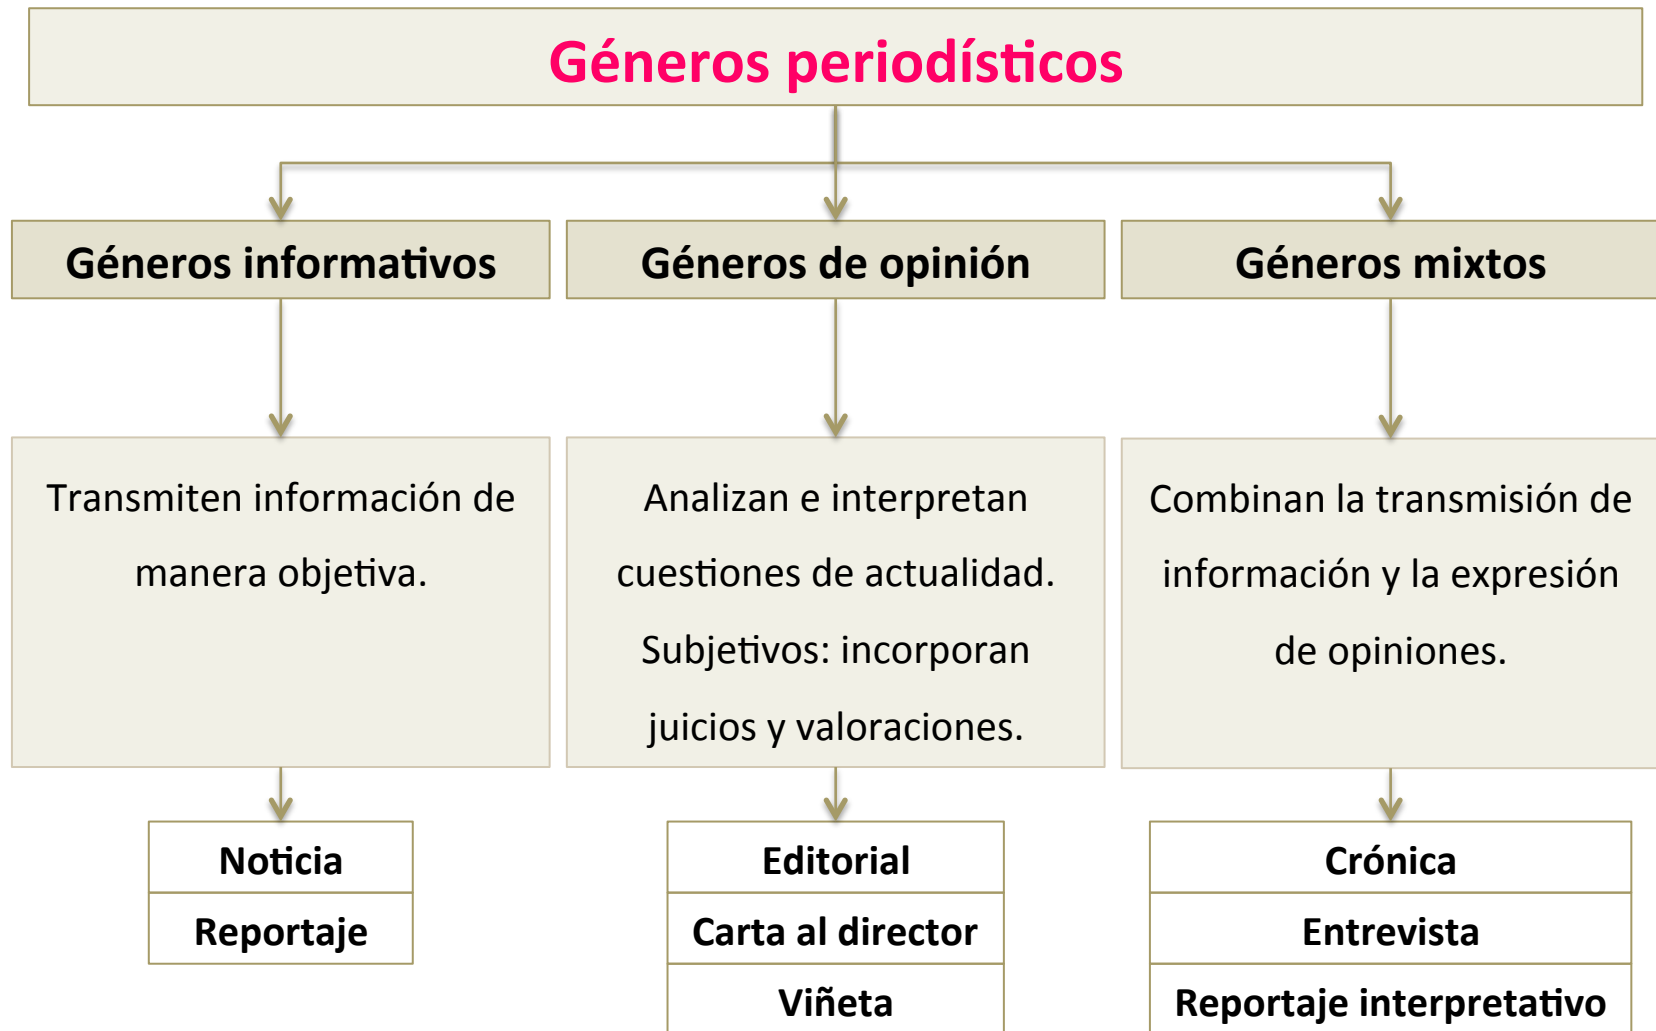 Géneros periodísticos
Géneros informativos
Géneros de opinión
Géneros mixtos
Transmiten información de
manera objetiva.
Analizan e interpretan
cuestiones de actualidad.
Subjetivos: incorporan
juicios y valoraciones.
Combinan la transmisión de
información y la expresión
de opiniones.
Noticia
Reportaje
Editorial
Carta al director
Viñeta
Crónica
Entrevista
Reportaje interpretativo